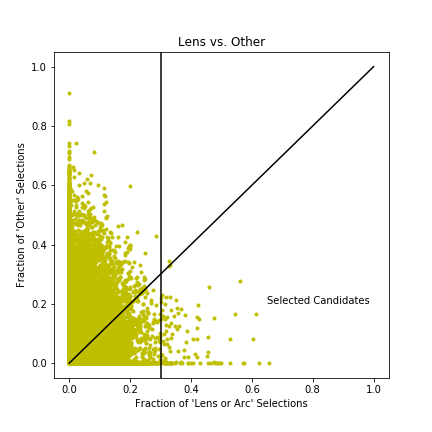 Lens vs. Other
1.0
0.8
0.6
0.4
0.2
0.0
Fraction of 'Other' Selections
Selected Candidates
0.0 0.2 0.4 0.6 0.8 1.0
Fraction of 'Lens or Arc' Selections